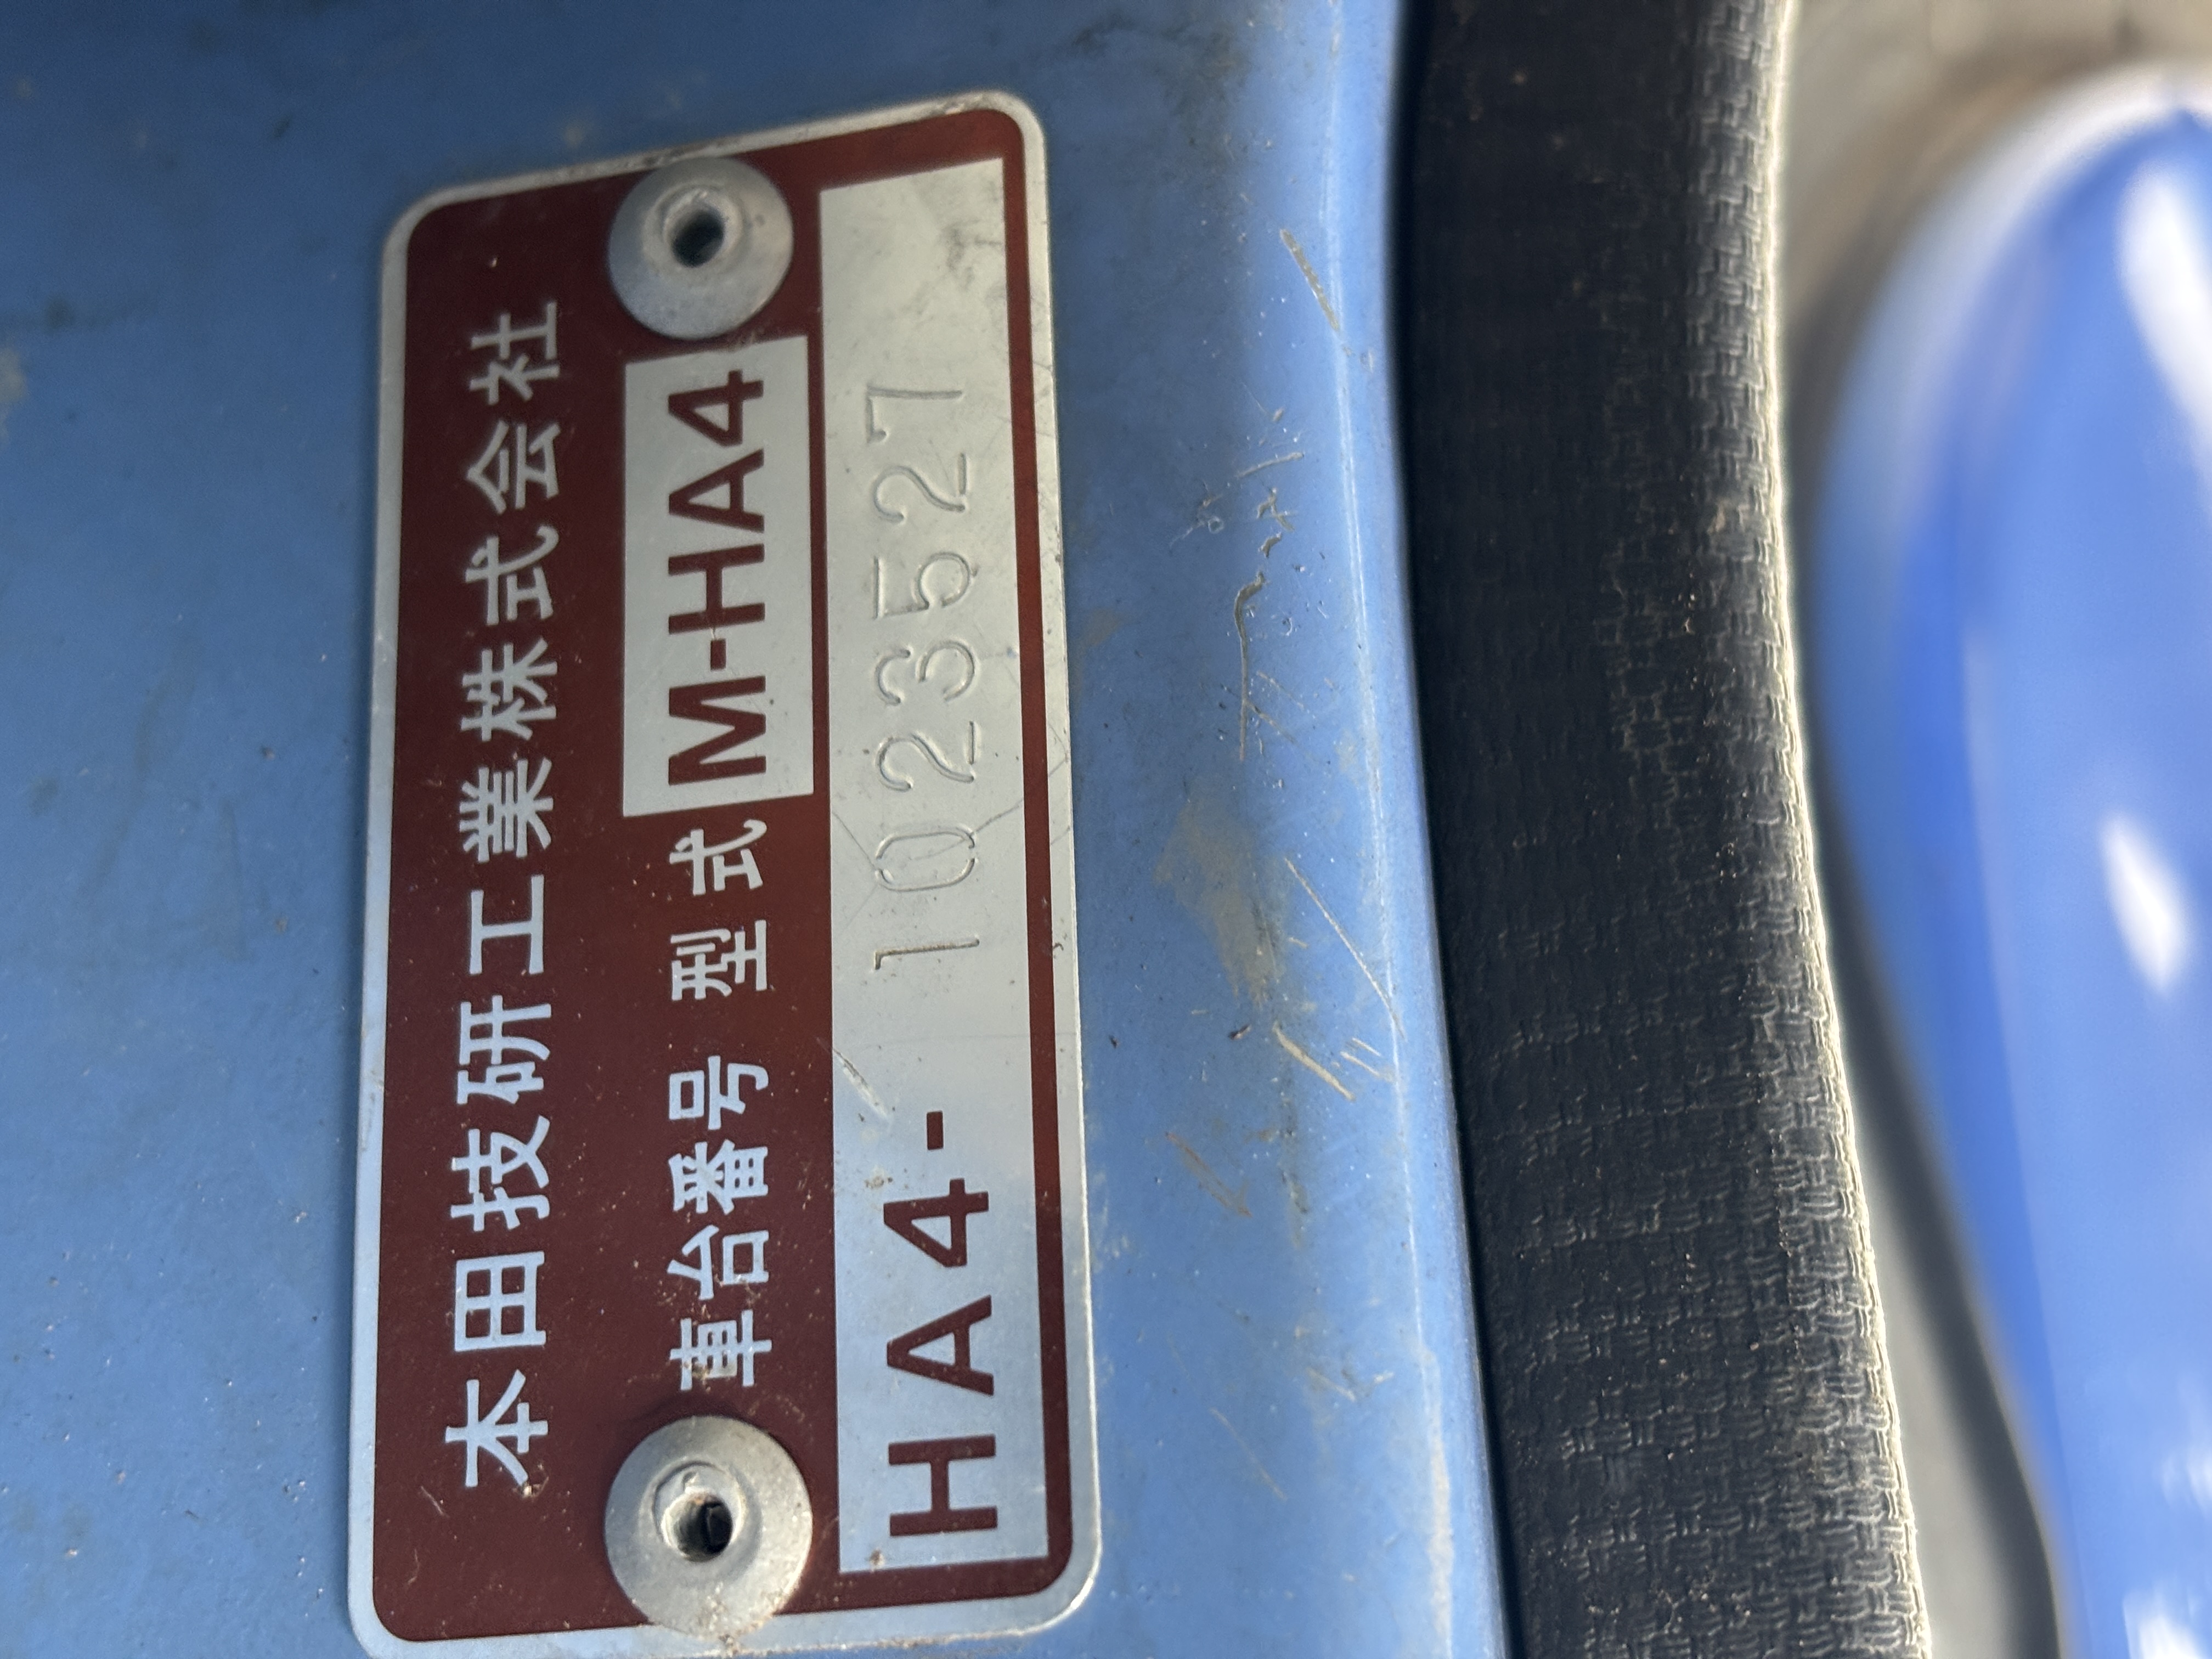 本田技研工業株式会社
車台番号 型式 M-HA4
HA4- 1023527